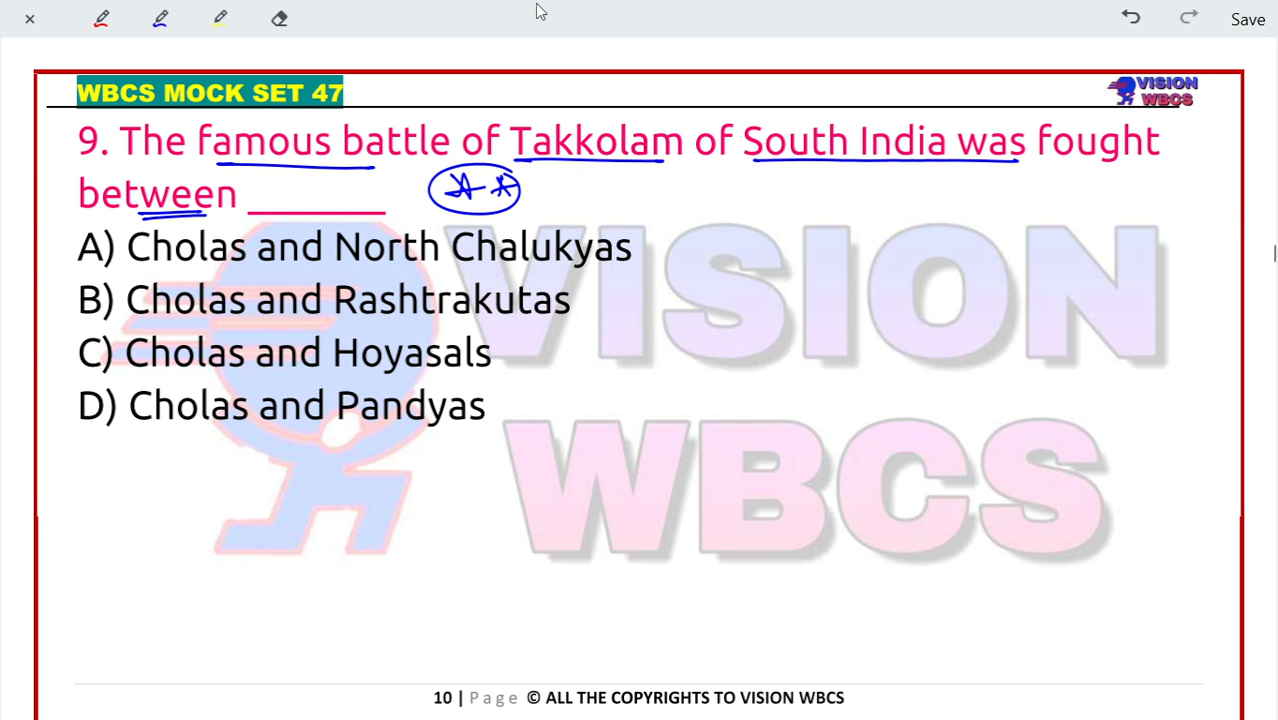 Save
WBCS MOCK SET 47
VISION
WBCS
9. The famous battle of Takkolam of South India was fought
between _______
A) Cholas and North Chalukyas
B) Cholas and Rashtrakutas
C) Cholas and Hoyasals
D) Cholas and Pandyas
VISION
WBCS
10 | Page © ALL THE COPYRIGHTS TO VISION WBCS